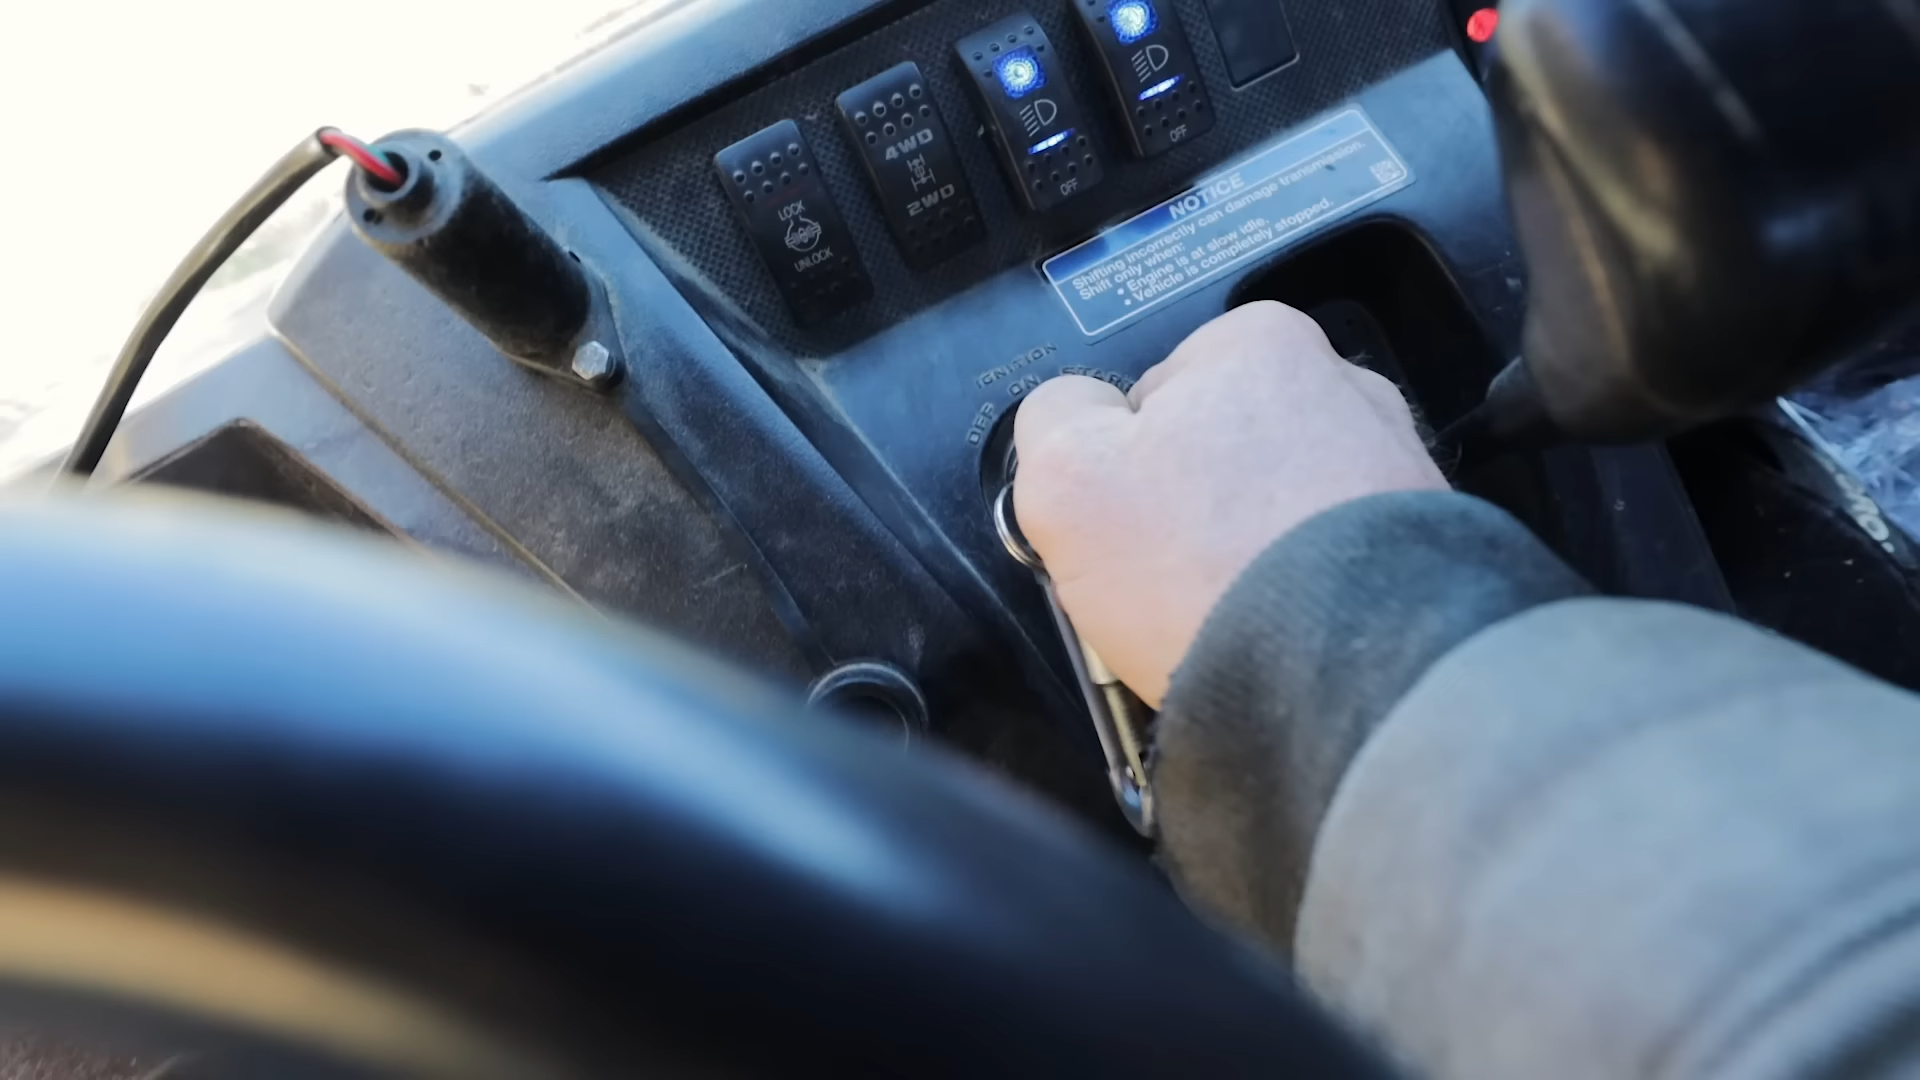 LOCK
UNLOCK
4WD
2WD
OFF
OFF
NOTICE
Shifting incorrectly can damage transmission.
Shift only when:
• Engine is at slow idle.
• Vehicle is completely stopped.
IGNITION
OFF ON START